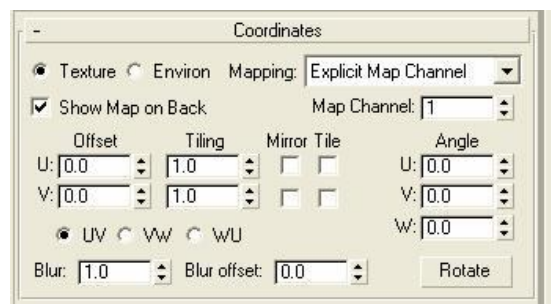 - Coordinates
Texture Environ Mapping: Explicit Map Channel
Show Map on Back Map Channel: 1
Offset Tiling Mirror Tile Angle
U: 0.0 1.0 U: 0.0
V: 0.0 1.0 V: 0.0
UV VW WU W: 0.0
Blur: 1.0 Blur offset: 0.0 Rotate